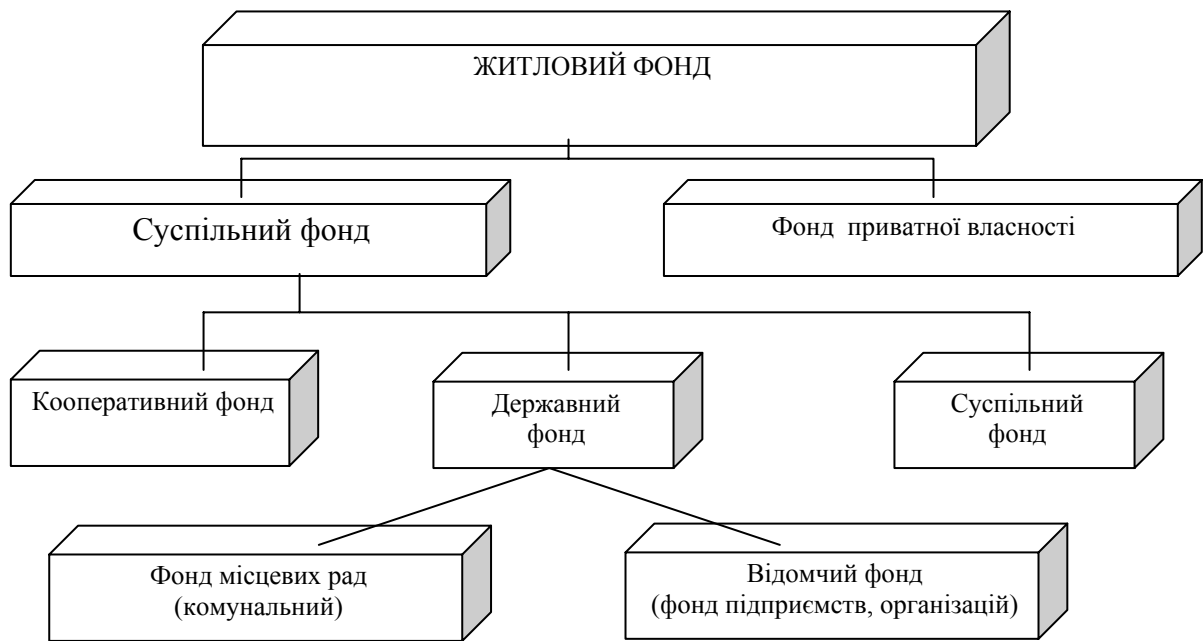 ЖИТЛОВИЙ ФОНД
Суспільний фонд
Фонд приватної власності
Кооперативний фонд
Державний
фонд
Суспільний
фонд
Фонд місцевих рад
(комунальний)
Відомчий фонд
(фонд підприємств, організацій)